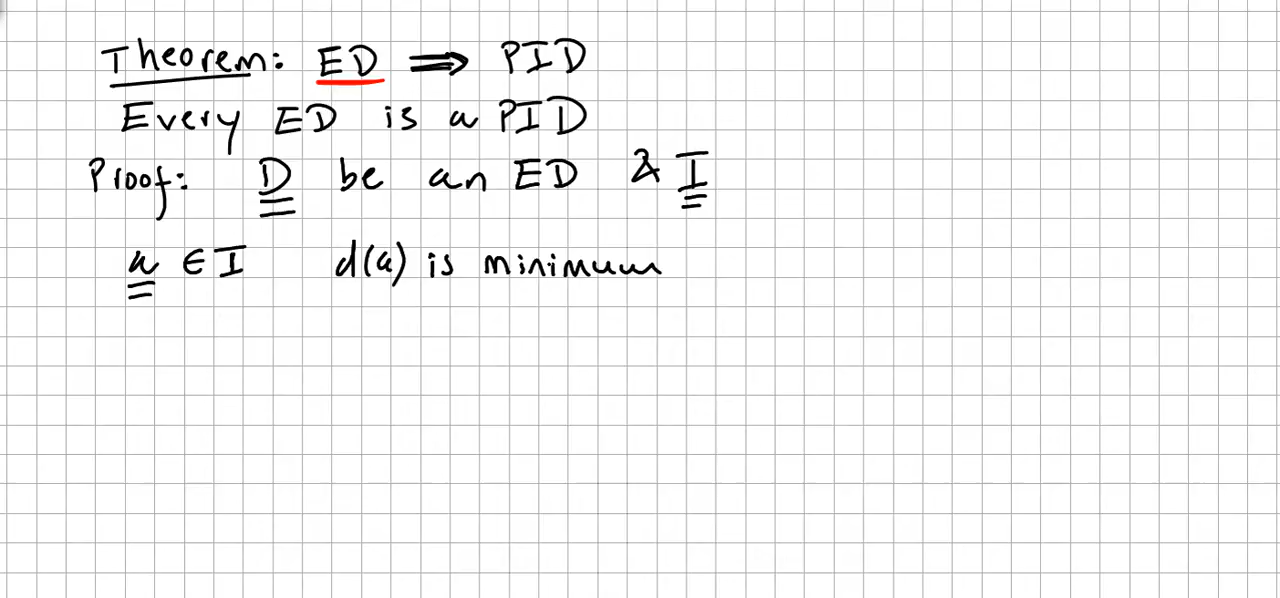 Theorem: ED ⟹ PID
Every ED is a PID
Proof: D be an ED & I
a ∈ I d(a) is minimum